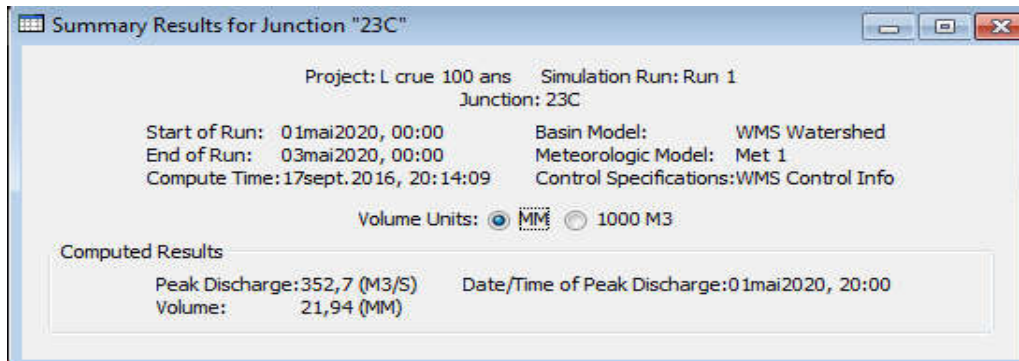 Summary Results for Junction "23C"
Project: L crue 100 ans Simulation Run: Run 1
Junction: 23C
Start of Run: 01mai2020, 00:00 Basin Model: WMS Watershed
End of Run: 03mai2020, 00:00 Meteorologic Model: Met 1
Compute Time:17sept.2016, 20:14:09 Control Specifications:WMS Control Info
Volume Units: MM 1000 M3
Computed Results
Peak Discharge:352,7 (M3/S) Date/Time of Peak Discharge:01mai2020, 20:00
Volume: 21,94 (MM)